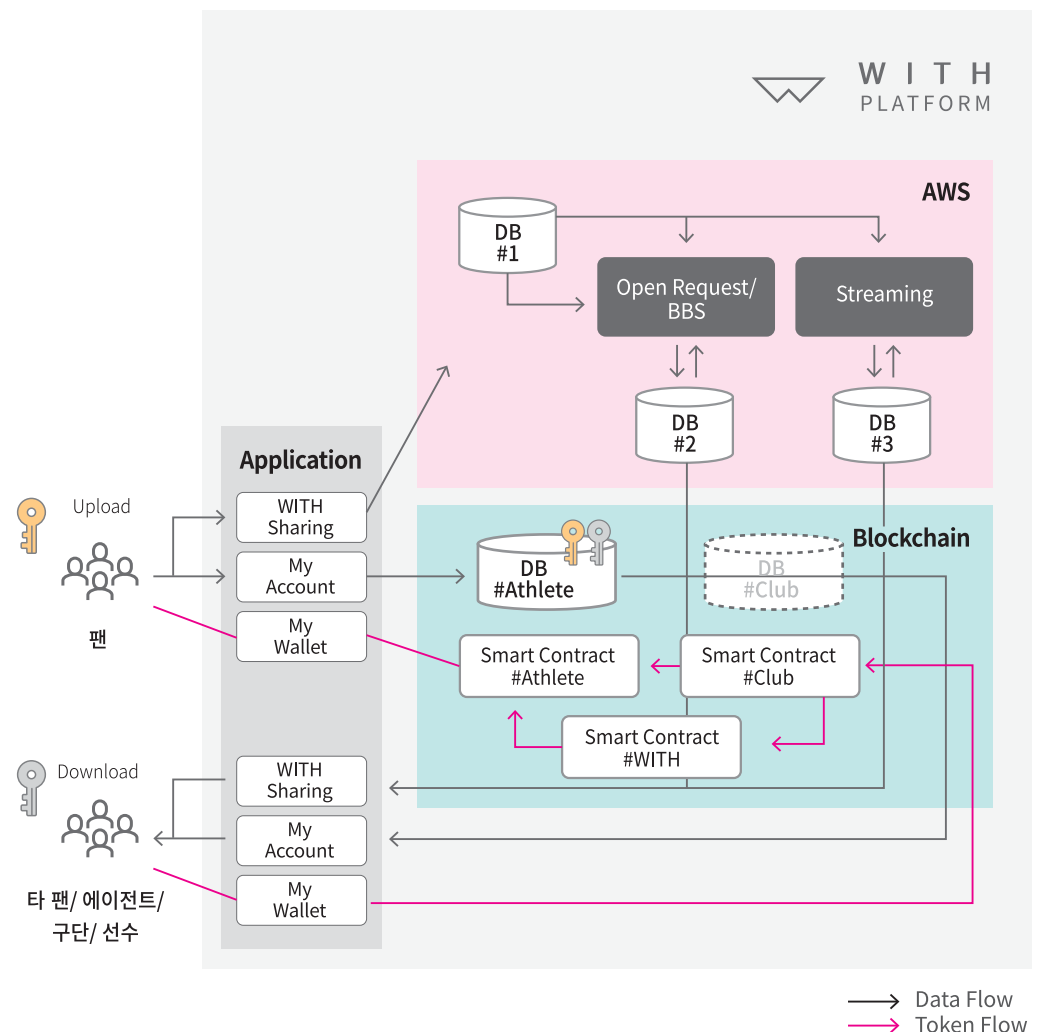 W I T H
PLATFORM
AWS
DB
#1
Open Request/
BBS
Streaming
DB
#2
DB
#3
Application
Upload
팬
WITH
Sharing
My
Account
My
Wallet
Blockchain
DB
#Athlete
DB
#Club
Smart Contract
#Athlete
Smart Contract
#Club
Smart Contract
#WITH
Download
타 팬/ 에이전트/
구단/ 선수
WITH
Sharing
My
Account
My
Wallet
Data Flow
Token Flow